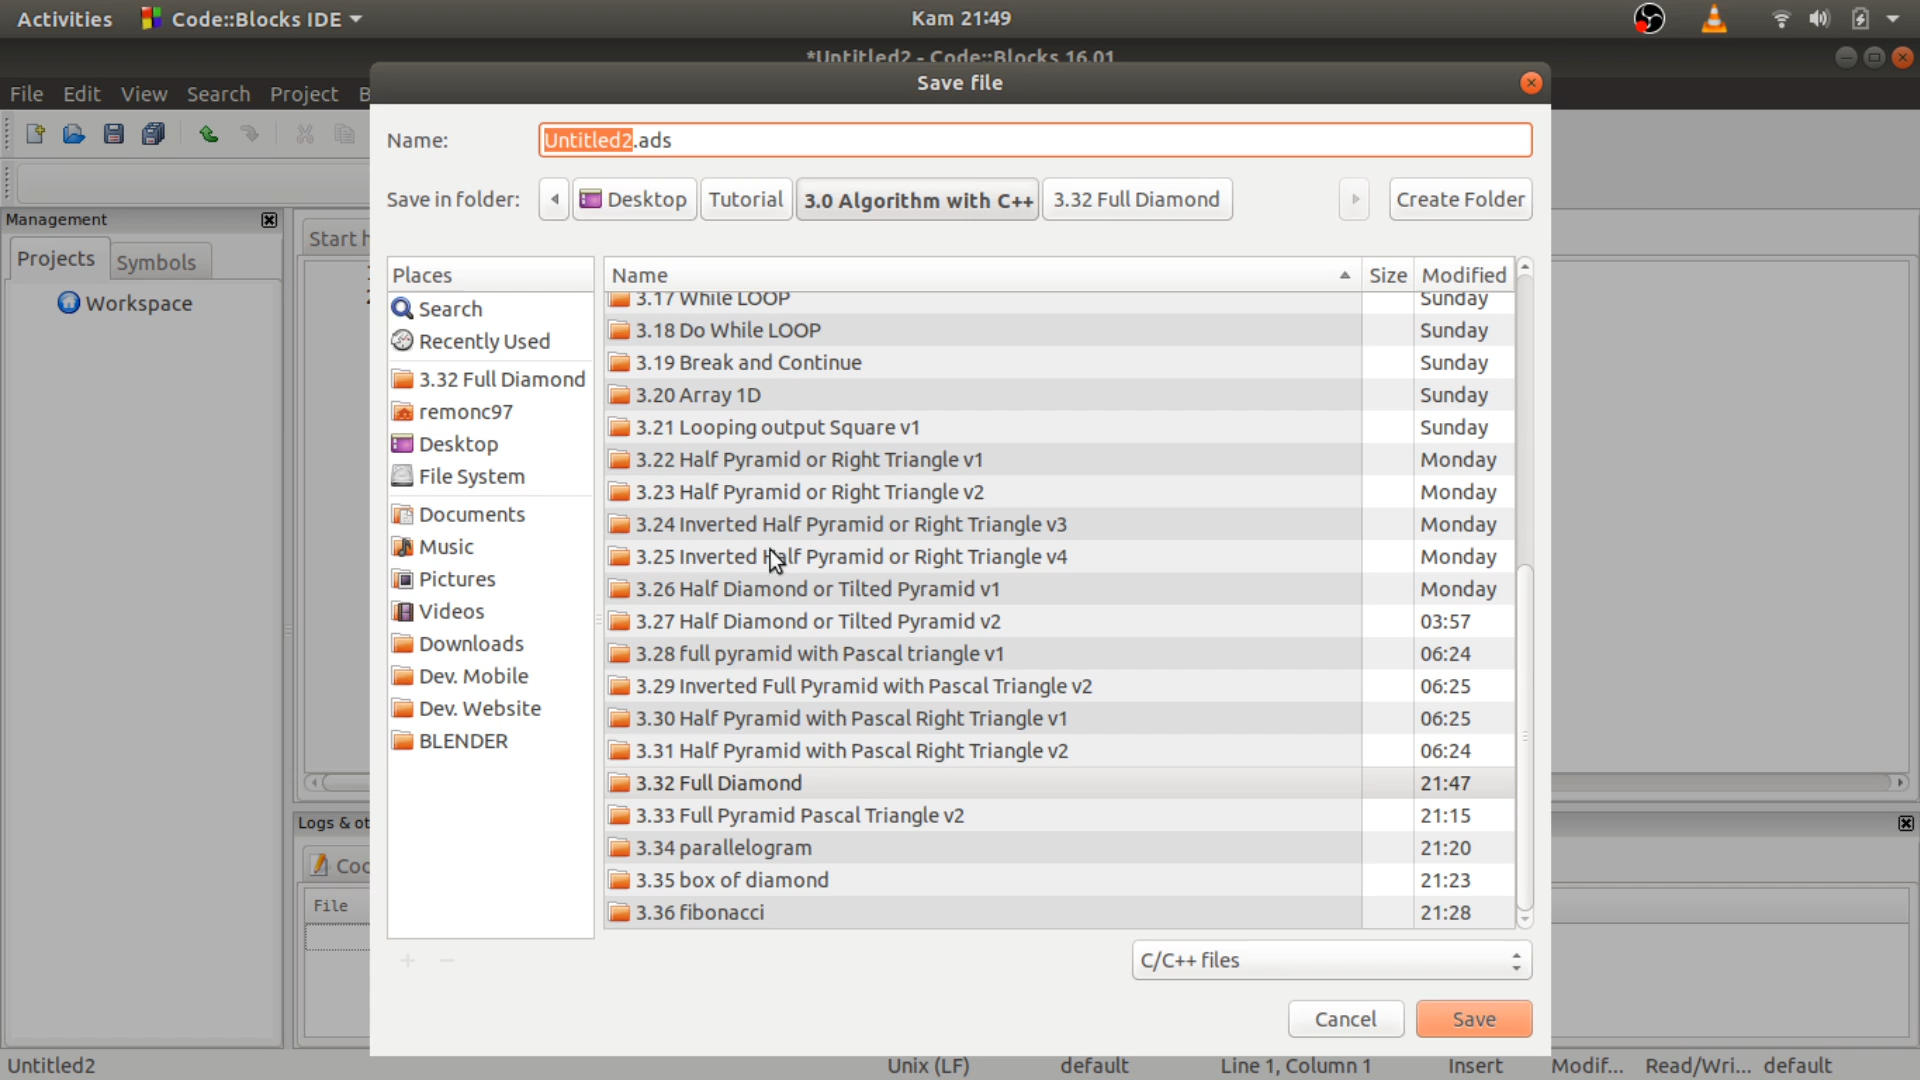 Activities Code::Blocks IDE Kam 21:49
*Untitled2 - Code::Blocks 16.01
Save file
File Edit View Search Project B
Name: Untitled2.ads
Save in folder: Desktop Tutorial 3.0 Algorithm with C++ 3.32 Full Diamond Create Folder
Management
Projects Symbols
Start h
Workspace
Places
Search
Recently Used
3.32 Full Diamond
remonc97
Desktop
File System
Documents
Music
Pictures
Videos
Downloads
Dev. Mobile
Dev. Website
BLENDER
Name Size Modified
3.17 While LOOP Sunday
3.18 Do While LOOP Sunday
3.19 Break and Continue Sunday
3.20 Array 1D Sunday
3.21 Looping output Square v1 Sunday
3.22 Half Pyramid or Right Triangle v1 Monday
3.23 Half Pyramid or Right Triangle v2 Monday
3.24 Inverted Half Pyramid or Right Triangle v3 Monday
3.25 Inverted Half Pyramid or Right Triangle v4 Monday
3.26 Half Diamond or Tilted Pyramid v1 Monday
3.27 Half Diamond or Tilted Pyramid v2 03:57
3.28 full pyramid with Pascal triangle v1 06:24
3.29 Inverted Full Pyramid with Pascal Triangle v2 06:25
3.30 Half Pyramid with Pascal Right Triangle v1 06:25
3.31 Half Pyramid with Pascal Right Triangle v2 06:24
3.32 Full Diamond 21:47
3.33 Full Pyramid Pascal Triangle v2 21:15
3.34 parallelogram 21:20
3.35 box of diamond 21:23
3.36 fibonacci 21:28
Logs & ot
Coc
File
C/C++ files
Cancel Save
Untitled2 Unix (LF) default Line 1, Column 1 Insert Modif... Read/Wri... default